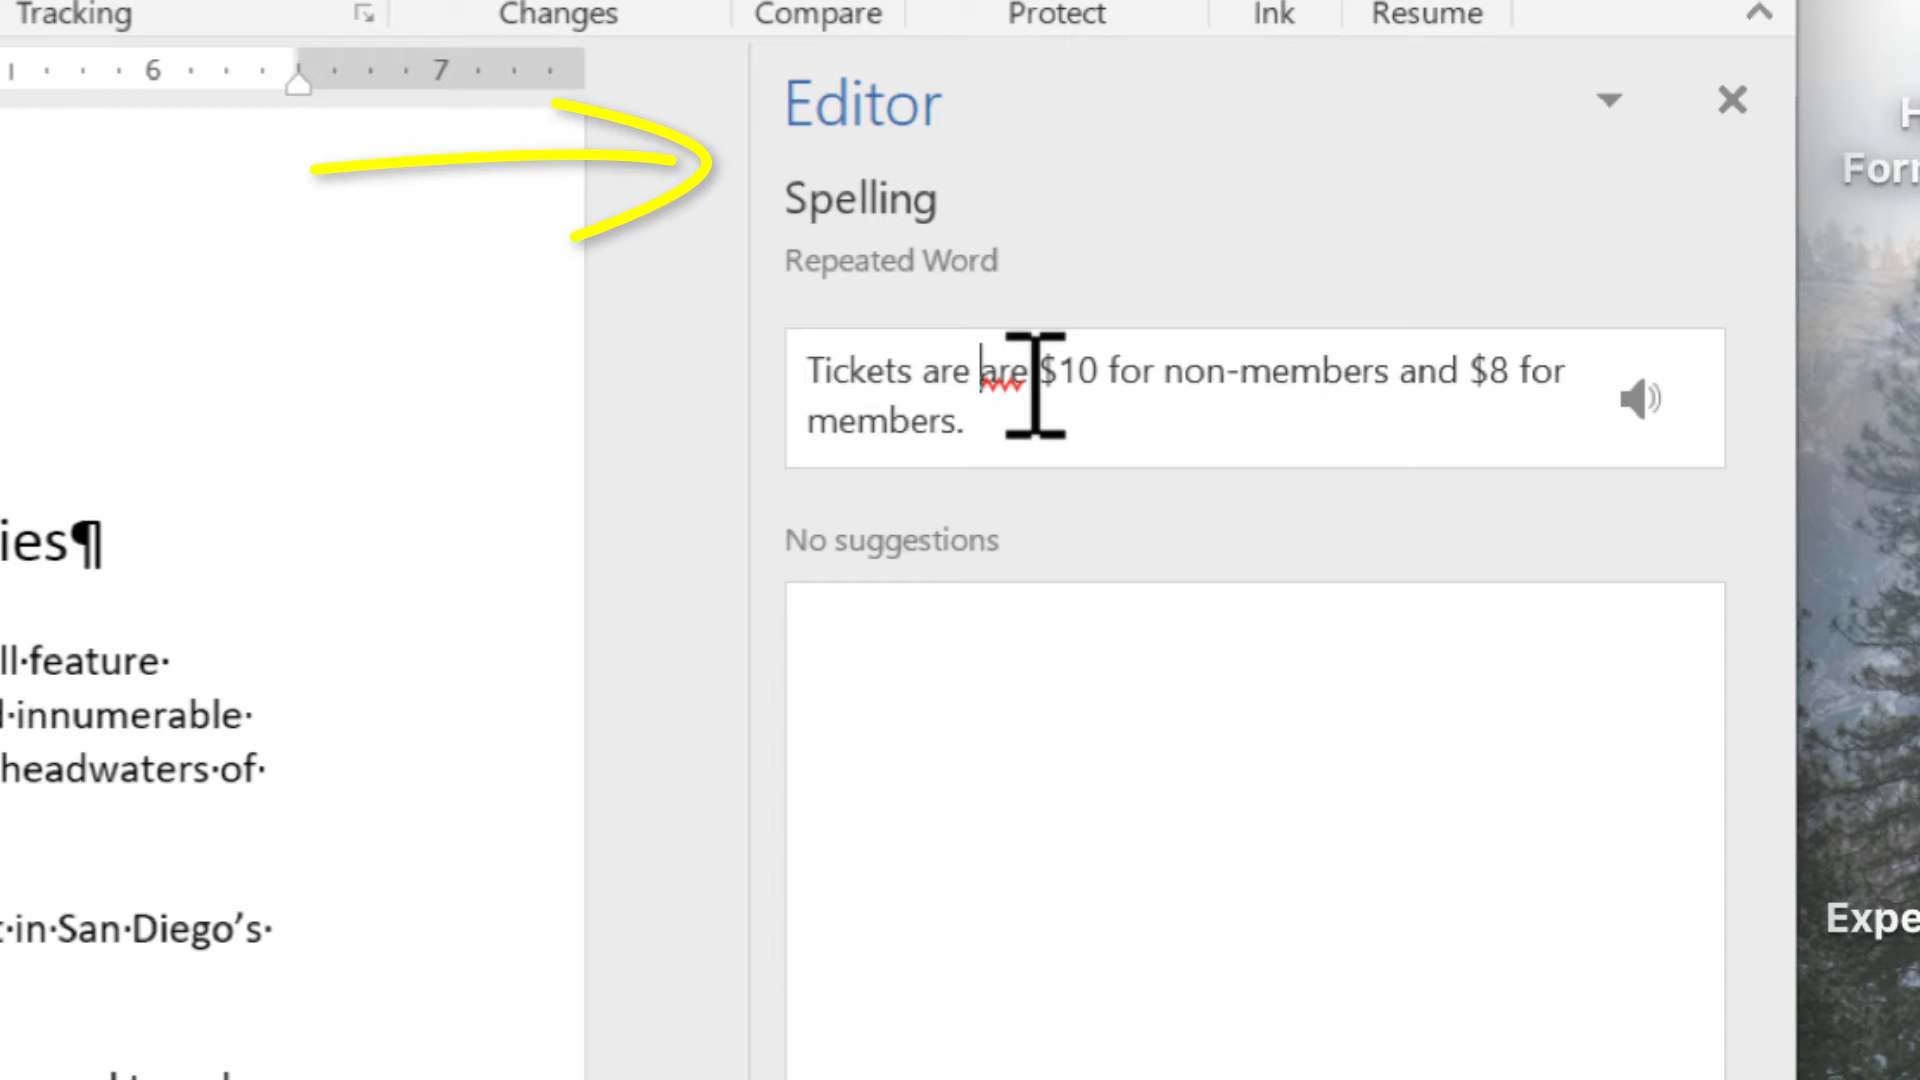 Tracking Changes Compare Protect Ink Resume
6 7
Editor
Spelling
Repeated Word
Tickets are are $10 for non-members and $8 for
members.
No suggestions
ies¶
ll·feature·
·innumerable·
headwaters·of·
·in·San·Diego’s·
Expe